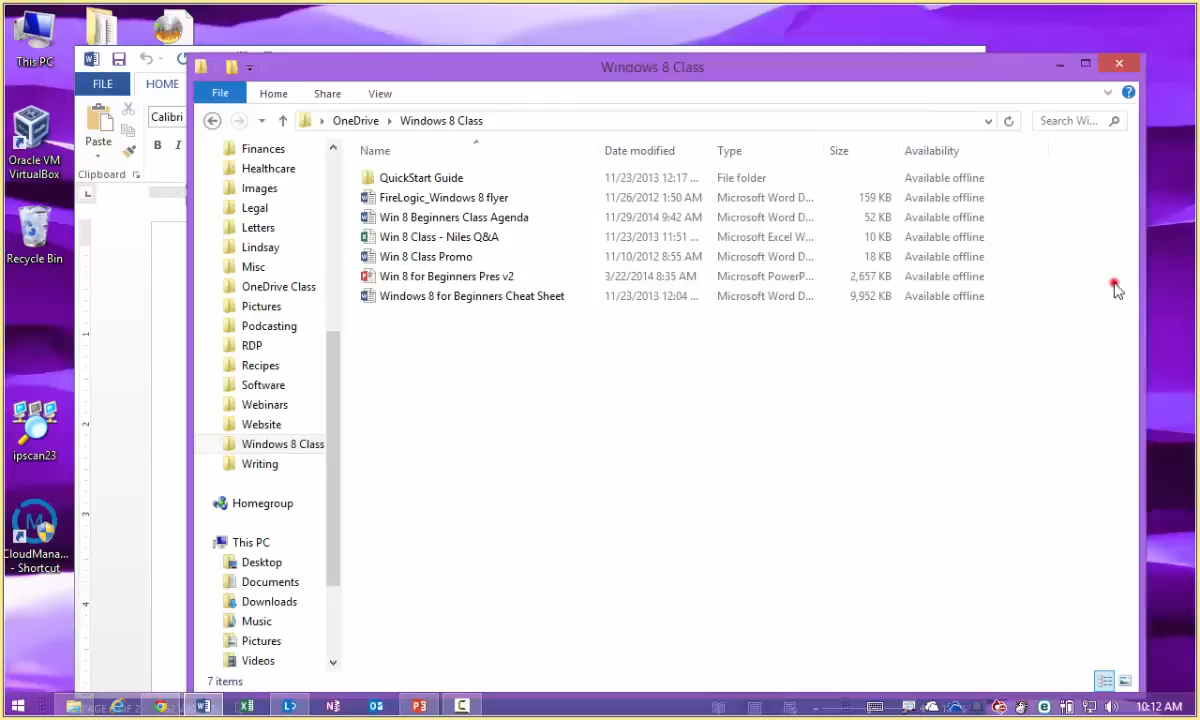 This PC
Oracle VM
VirtualBox
Recycle Bin
ipscan23
CloudMana...
- Shortcut
FILE
HOME
Paste
Calibri
B I
Clipboard
Windows 8 Class
File Home Share View
OneDrive Windows 8 Class
Search Wi...
Finances
Healthcare
Images
Legal
Letters
Lindsay
Misc
OneDrive Class
Pictures
Podcasting
RDP
Recipes
Software
Webinars
Website
Windows 8 Class
Writing
Homegroup
This PC
Desktop
Documents
Downloads
Music
Pictures
Videos
Name Date modified Type Size Availability
QuickStart Guide 11/23/2013 12:17 ... File folder Available offline
FireLogic_Windows 8 flyer 11/26/2012 1:50 AM Microsoft Word D... 159 KB Available offline
Win 8 Beginners Class Agenda 11/29/2014 9:42 AM Microsoft Word D... 52 KB Available offline
Win 8 Class - Niles Q&A 11/23/2013 11:51 ... Microsoft Excel W... 10 KB Available offline
Win 8 Class Promo 11/10/2012 8:55 AM Microsoft Word D... 18 KB Available offline
Win 8 for Beginners Pres v2 3/22/2014 8:35 AM Microsoft PowerP... 2,657 KB Available offline
Windows 8 for Beginners Cheat Sheet 11/23/2013 12:04 ... Microsoft Word D... 9,952 KB Available offline
7 items
1
2
3
4
10:12 AM